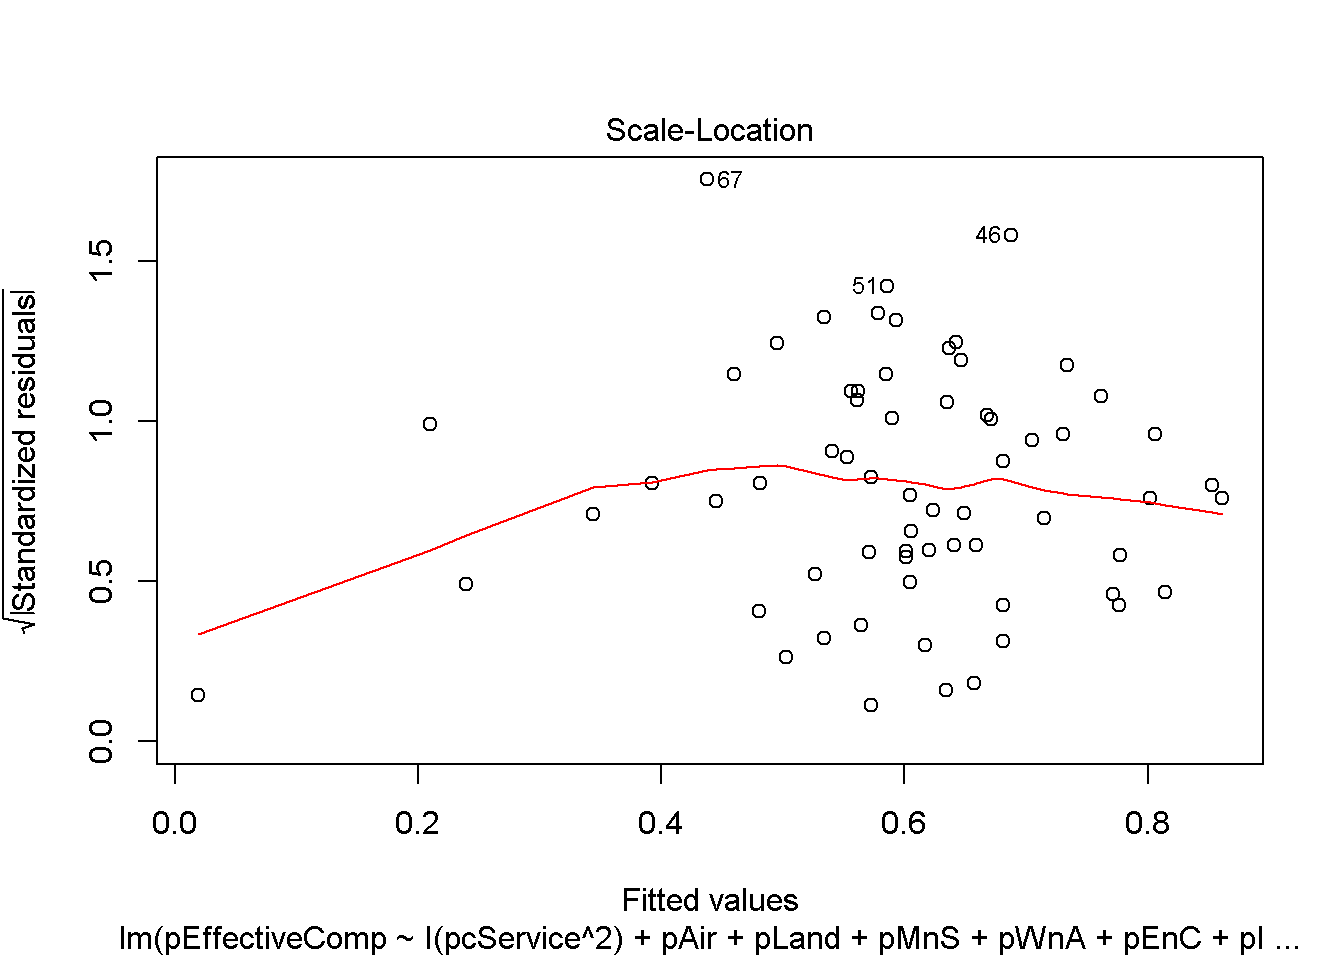 Scale-Location
67
46
51
√|Standardized residuals|
1.5
1.0
0.5
0.0
0.0 0.2 0.4 0.6 0.8
Fitted values
lm(pEffectiveComp ~ I(pcService^2) + pAir + pLand + pMnS + pWnA + pEnC + pI ...